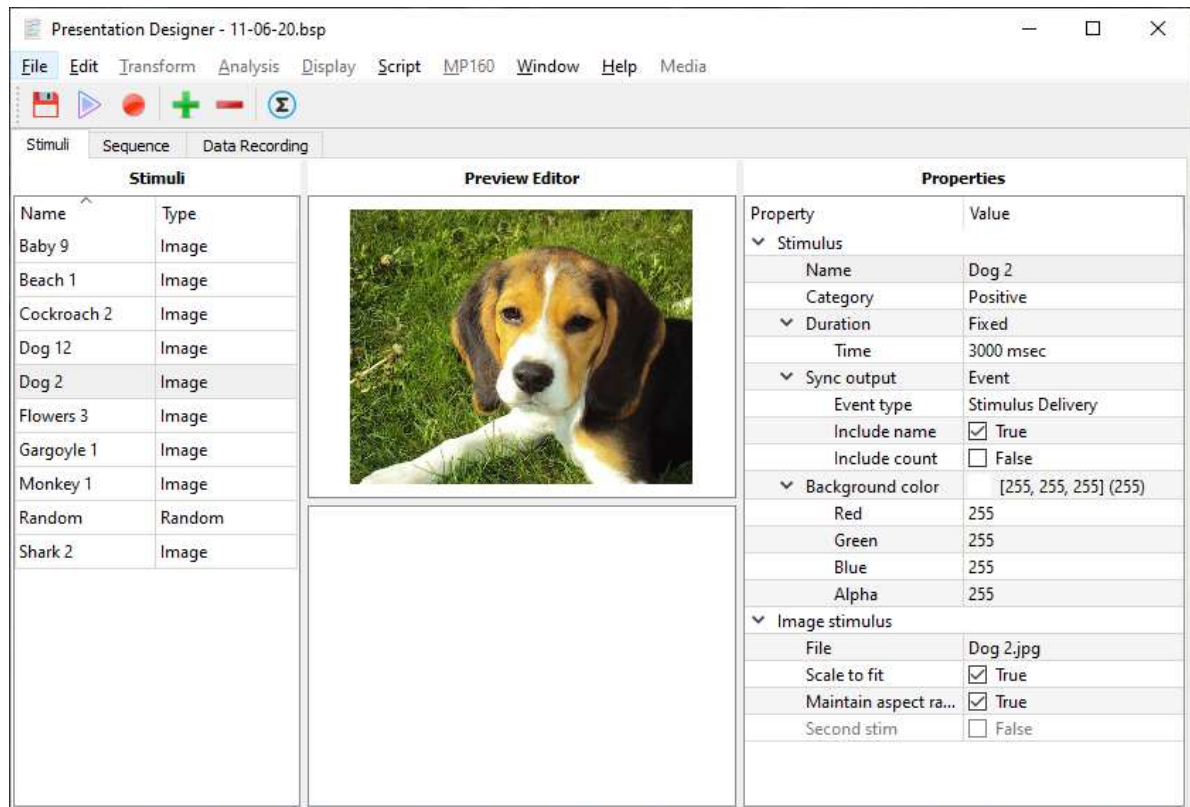 Presentation Designer - 11-06-20.bsp
File Edit Transform Analysis Display Script MP160 Window Help Media
Σ
Stimuli Sequence Data Recording
Stimuli Preview Editor Properties
Name Type
Baby 9 Image
Beach 1 Image
Cockroach 2 Image
Dog 12 Image
Dog 2 Image
Flowers 3 Image
Gargoyle 1 Image
Monkey 1 Image
Random Random
Shark 2 Image
Property Value
Stimulus
Name Dog 2
Category Positive
Duration Fixed
Time 3000 msec
Sync output Event
Event type Stimulus Delivery
Include name True
Include count False
Background color [255, 255, 255] (255)
Red 255
Green 255
Blue 255
Alpha 255
Image stimulus
File Dog 2.jpg
Scale to fit True
Maintain aspect ra... True
Second stim False